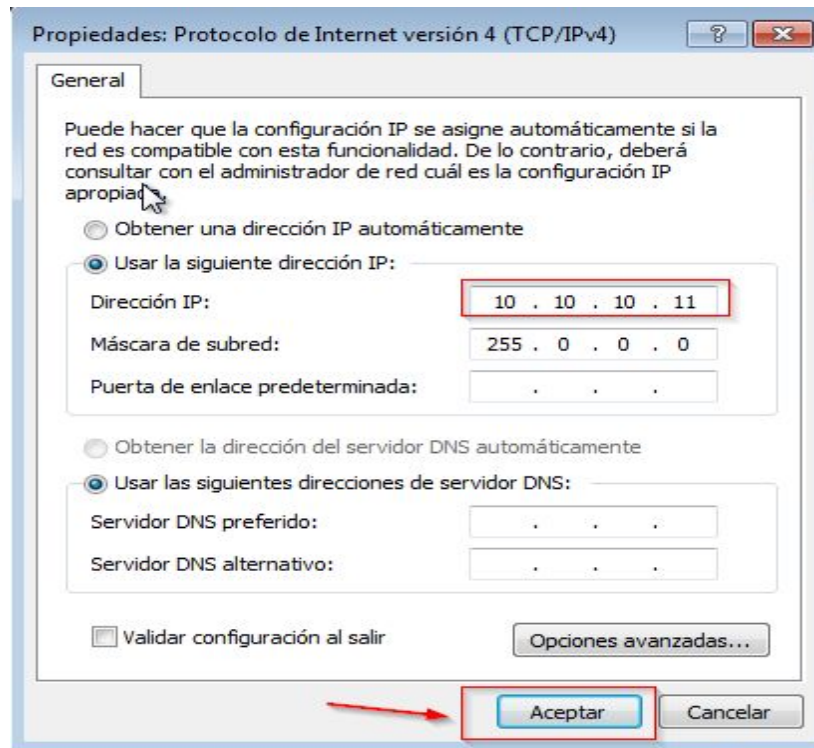 Propiedades: Protocolo de Internet versión 4 (TCP/IPv4)
General
Puede hacer que la configuración IP se asigne automáticamente si la
red es compatible con esta funcionalidad. De lo contrario, deberá
consultar con el administrador de red cuál es la configuración IP
apropiada.
Obtener una dirección IP automáticamente
Usar la siguiente dirección IP:
Dirección IP: 10 . 10 . 10 . 11
Máscara de subred: 255 . 0 . 0 . 0
Puerta de enlace predeterminada: . . .
Obtener la dirección del servidor DNS automáticamente
Usar las siguientes direcciones de servidor DNS:
Servidor DNS preferido: . . .
Servidor DNS alternativo: . . .
Validar configuración al salir
Opciones avanzadas...
Aceptar Cancelar